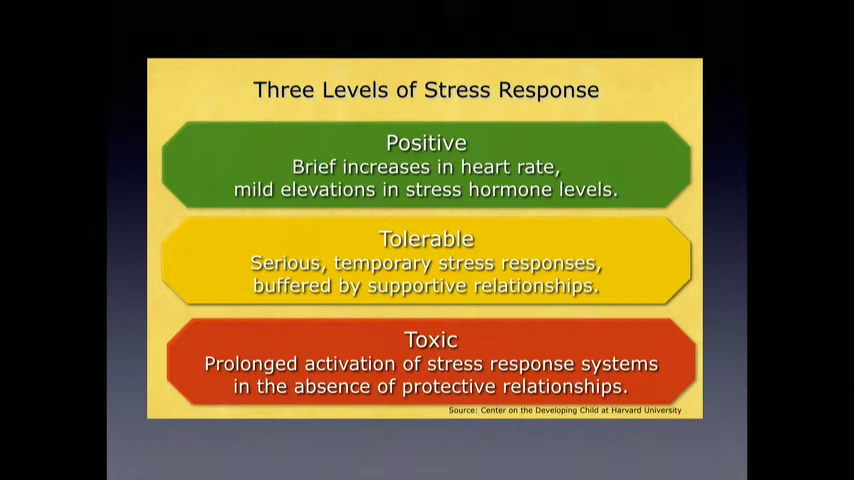 Three Levels of Stress Response
Positive
Brief increases in heart rate,
mild elevations in stress hormone levels.
Tolerable
Serious, temporary stress responses,
buffered by supportive relationships.
Toxic
Prolonged activation of stress response systems
in the absence of protective relationships.
Source: Center on the Developing Child at Harvard University